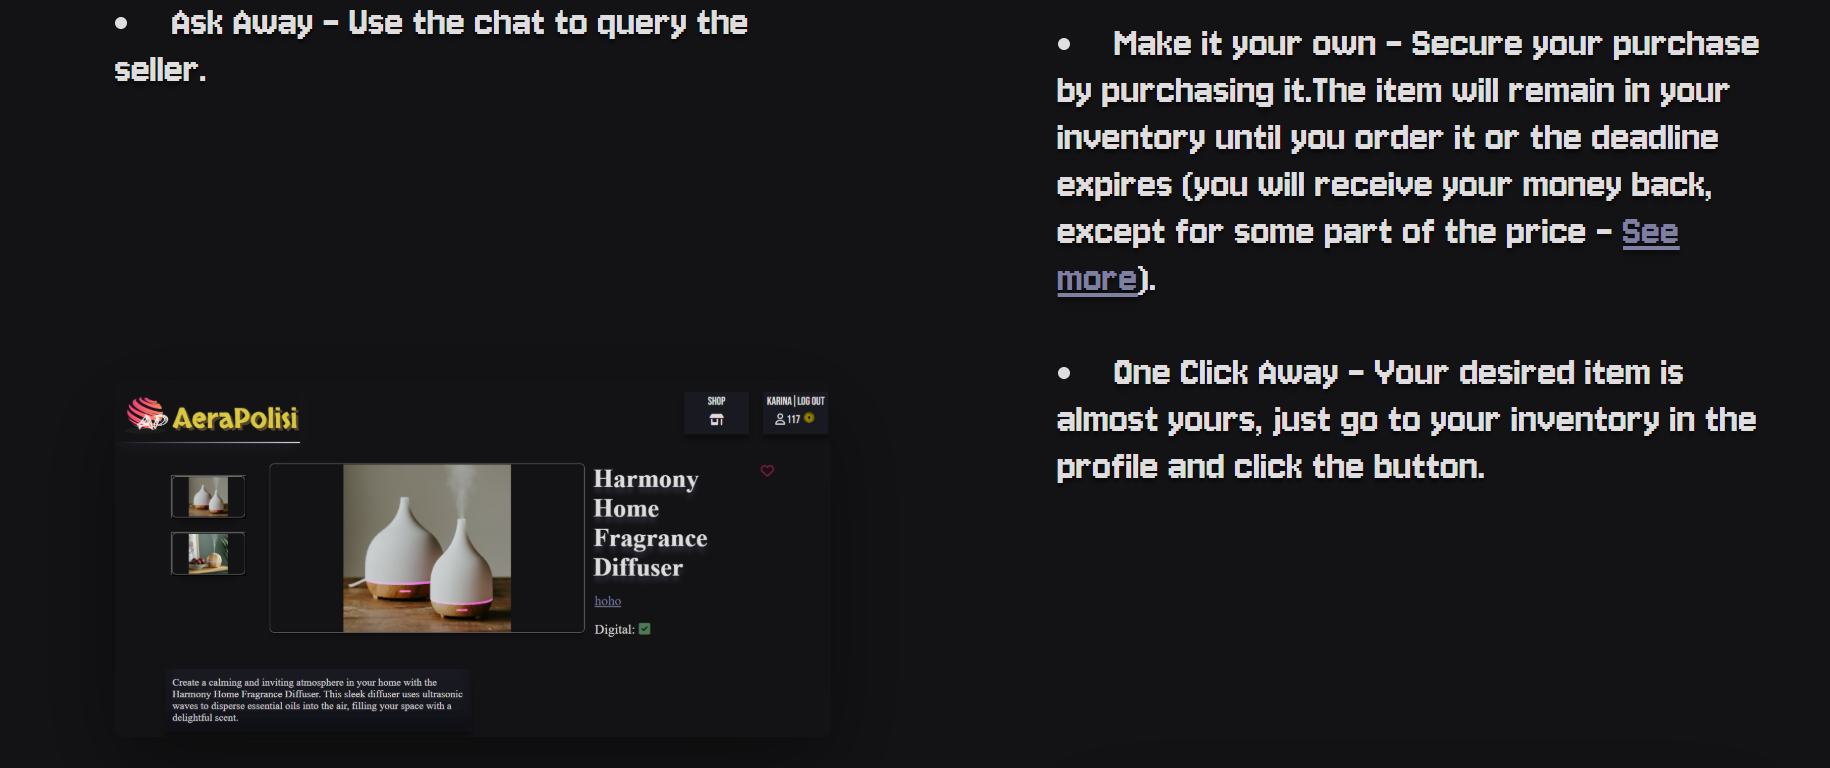 • Ask Away - Use the chat to query the
seller.
AeraPolisi
SHOP
KARINA | LOG OUT
117
Harmony
Home
Fragrance
Diffuser
hoho
Digital:
Create a calming and inviting atmosphere in your home with the
Harmony Home Fragrance Diffuser. This sleek diffuser uses ultrasonic
waves to disperse essential oils into the air, filling your space with a
delightful scent.
• Make it your own - Secure your purchase
by purchasing it.The item will remain in your
inventory until you order it or the deadline
expires (you will receive your money back,
except for some part of the price - See
more).
• One Click Away - Your desired item is
almost yours, just go to your inventory in the
profile and click the button.